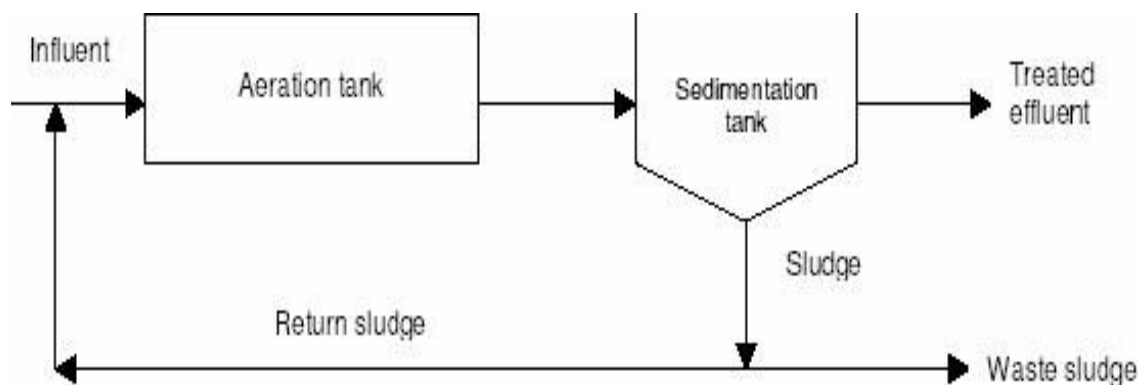 Influent
Aeration tank
Sedimentation
tank
Treated
effluent
Sludge
Return sludge
Waste sludge